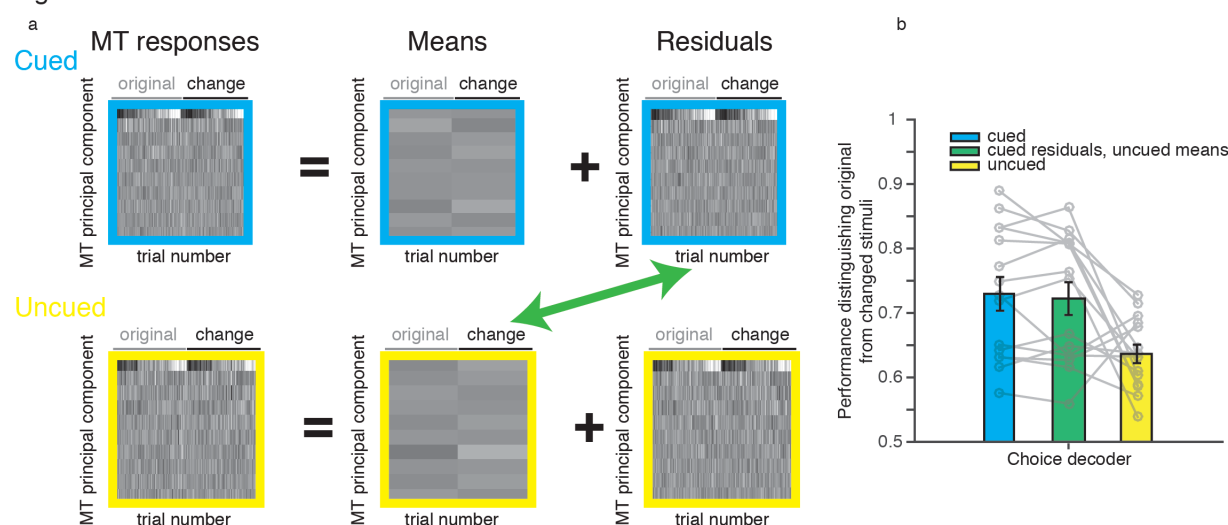 a
MT responses
Means
Residuals
Cued
original change
original change
original change
MT principal component
MT principal component
MT principal component
=
+
trial number
trial number
trial number
Uncued
original change
original change
original change
MT principal component
MT principal component
MT principal component
=
+
trial number
trial number
trial number
b
cued
cued residuals, uncued means
uncued
Performance distinguishing original
from changed stimuli
1
0.9
0.8
0.7
0.6
0.5
Choice decoder